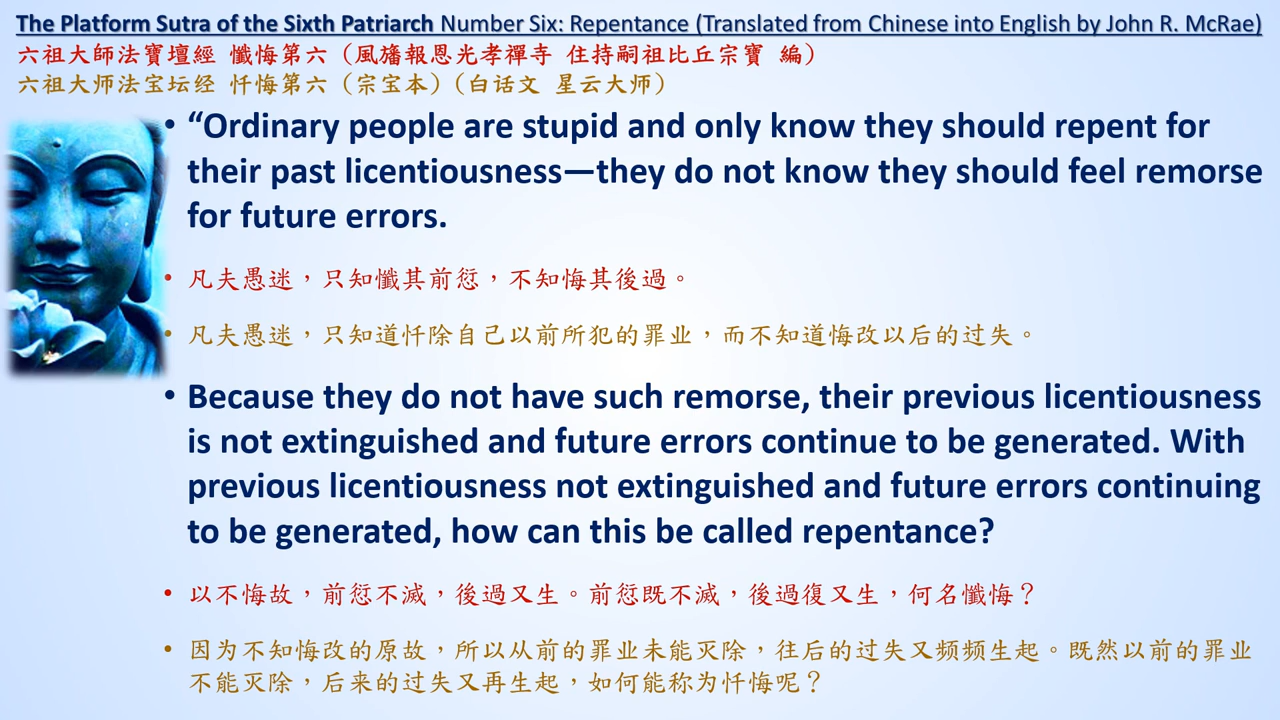 The Platform Sutra of the Sixth Patriarch Number Six: Repentance (Translated from Chinese into English by John R. McRae)
六祖大師法寶壇經 懺悔第六（風旛報恩光孝禪寺 住持嗣祖比丘宗寶 編）
六祖大师法宝坛经 忏悔第六（宗宝本）(白话文 星云大师）
• “Ordinary people are stupid and only know they should repent for
their past licentiousness—they do not know they should feel remorse
for future errors.
• 凡夫愚迷，只知懺其前愆，不知悔其後過。
• 凡夫愚迷，只知道忏除自己以前所犯的罪业，而不知道悔改以后的过失。
• Because they do not have such remorse, their previous licentiousness
is not extinguished and future errors continue to be generated. With
previous licentiousness not extinguished and future errors continuing
to be generated, how can this be called repentance?
• 以不悔故，前愆不滅，後過又生。前愆既不滅，後過復又生，何名懺悔？
• 因为不知悔改的原故，所以从前的罪业未能灭除，往后的过失又频频生起。既然以前的罪业
不能灭除，后来的过失又再生起，如何能称为忏悔呢？